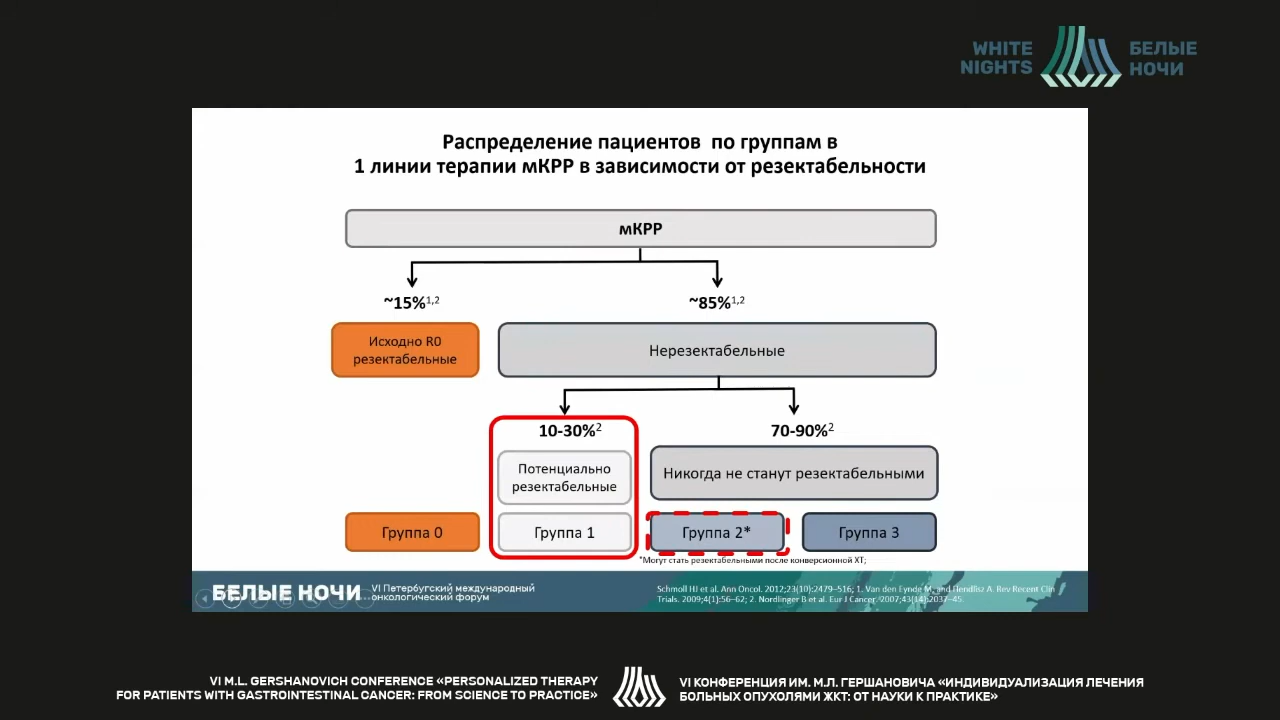 WHITE
NIGHTS
БЕЛЫЕ
НОЧИ
Распределение пациентов по группам в
1 линии терапии мКРР в зависимости от резектабельности
мКРР
~15%1,2
~85%1,2
Исходно R0
резектабельные
Нерезектабельные
10-30%2
70-90%2
Потенциально
резектабельные
Никогда не станут резектабельными
Группа 0
Группа 1
Группа 2*
Группа 3
*Могут стать резектабельными после конверсионной ХТ;
БЕЛЫЕ НОЧИ
VI Петербургский международный
онкологический форум
Schmoll HJ et al. Ann Oncol. 2012;23(10):2479–516; 1. Van den Eynde M, and Hendlisz A. Rev Recent Clin
Trials. 2009;4(1):56–62; 2. Nordlinger B et al. Eur J Cancer. 2007;43(14):2037–45.
VI M.L. GERSHANOVICH CONFERENCE «PERSONALIZED THERAPY
FOR PATIENTS WITH GASTROINTESTINAL CANCER: FROM SCIENCE TO PRACTICE»
VI КОНФЕРЕНЦИЯ ИМ. М.Л. ГЕРШАНОВИЧА «ИНДИВИДУАЛИЗАЦИЯ ЛЕЧЕНИЯ
БОЛЬНЫХ ОПУХОЛЯМИ ЖКТ: ОТ НАУКИ К ПРАКТИКЕ»